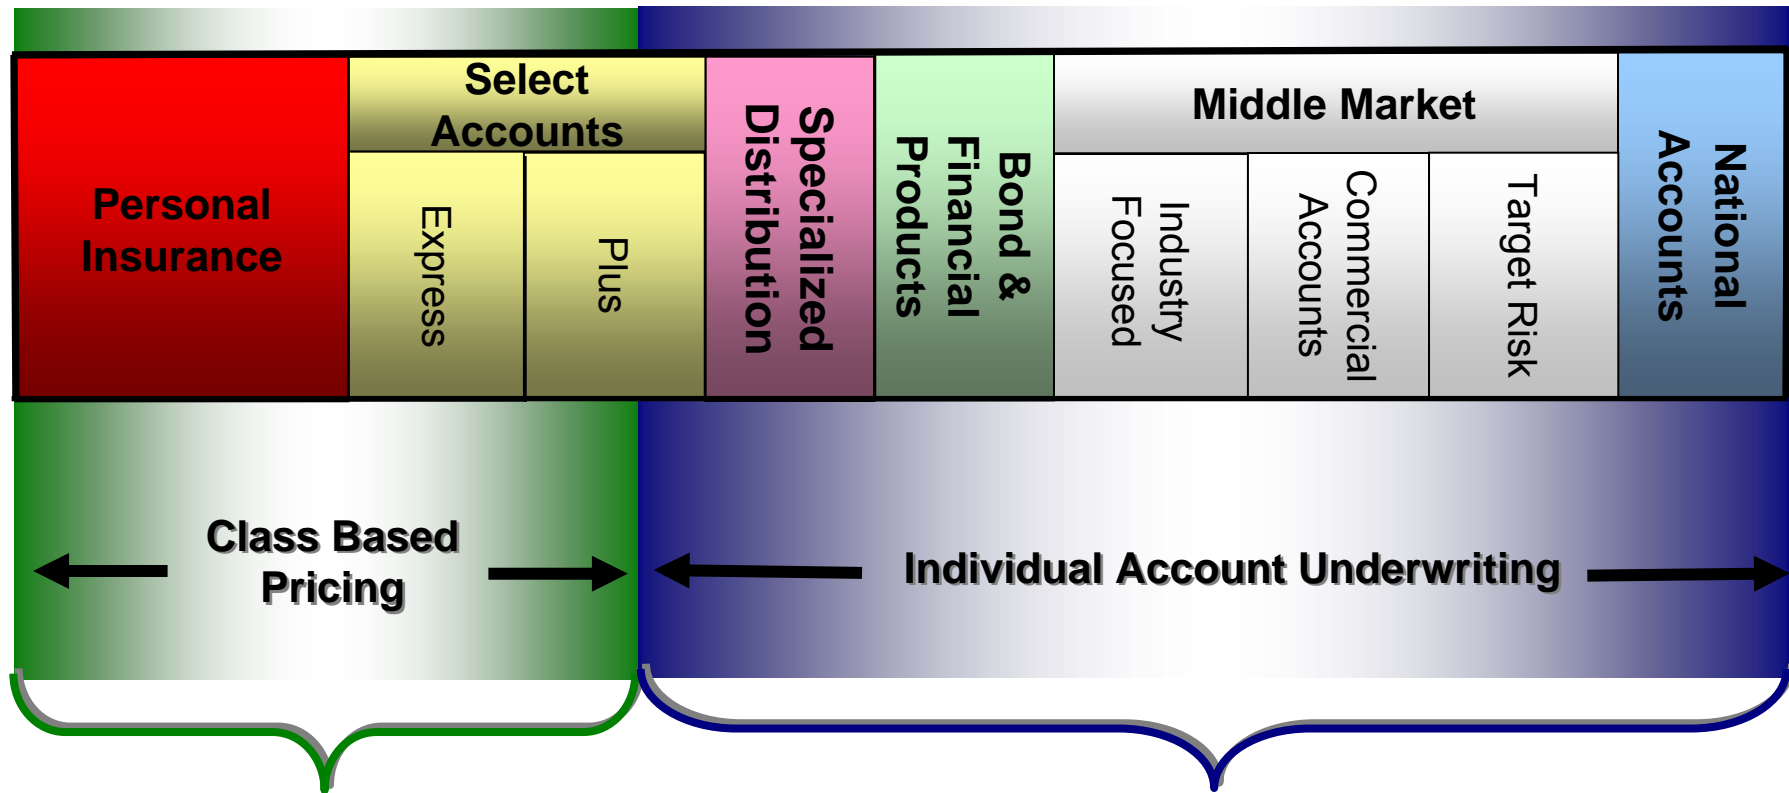 Personal
Insurance
Select
Accounts
Express
Plus
Specialized
Distribution
Bond &
Financial
Products
Middle Market
Industry
Focused
Commercial
Accounts
Target Risk
National
Accounts
Class Based
Pricing
Individual Account Underwriting